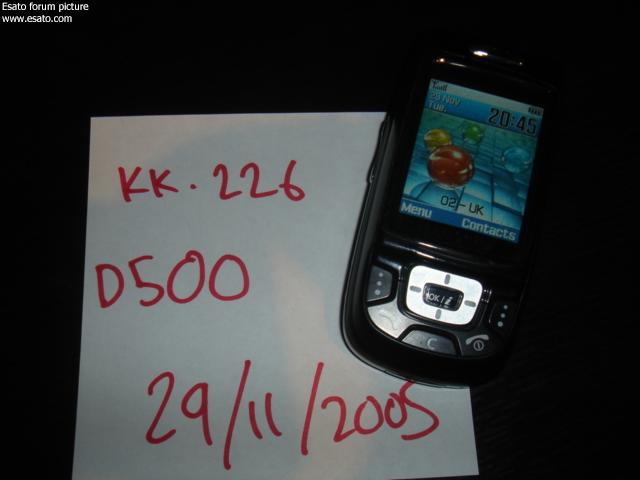 Esato forum picture
www.esato.com
KK. 226
D500
29/11/2005
29 Nov
Tue.
20:45
O2 - UK
Menu Contacts
OK/i
C